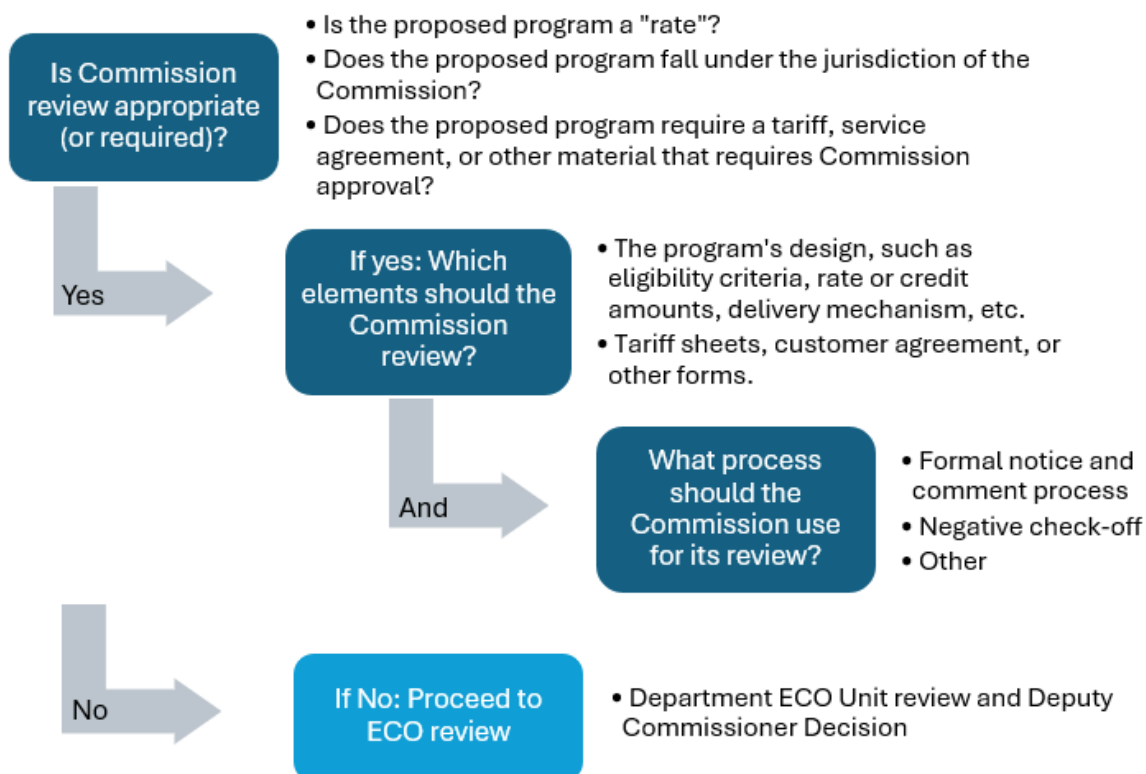 Is Commission
review appropriate
(or required)?
• Is the proposed program a "rate"?
• Does the proposed program fall under the jurisdiction of the
Commission?
• Does the proposed program require a tariff, service
agreement, or other material that requires Commission
approval?
Yes
If yes: Which
elements should the
Commission
review?
• The program's design, such as
eligibility criteria, rate or credit
amounts, delivery mechanism, etc.
• Tariff sheets, customer agreement, or
other forms.
And
What process
should the
Commission use
for its review?
• Formal notice and
comment process
• Negative check-off
• Other
No
If No: Proceed to
ECO review
• Department ECO Unit review and Deputy
Commissioner Decision